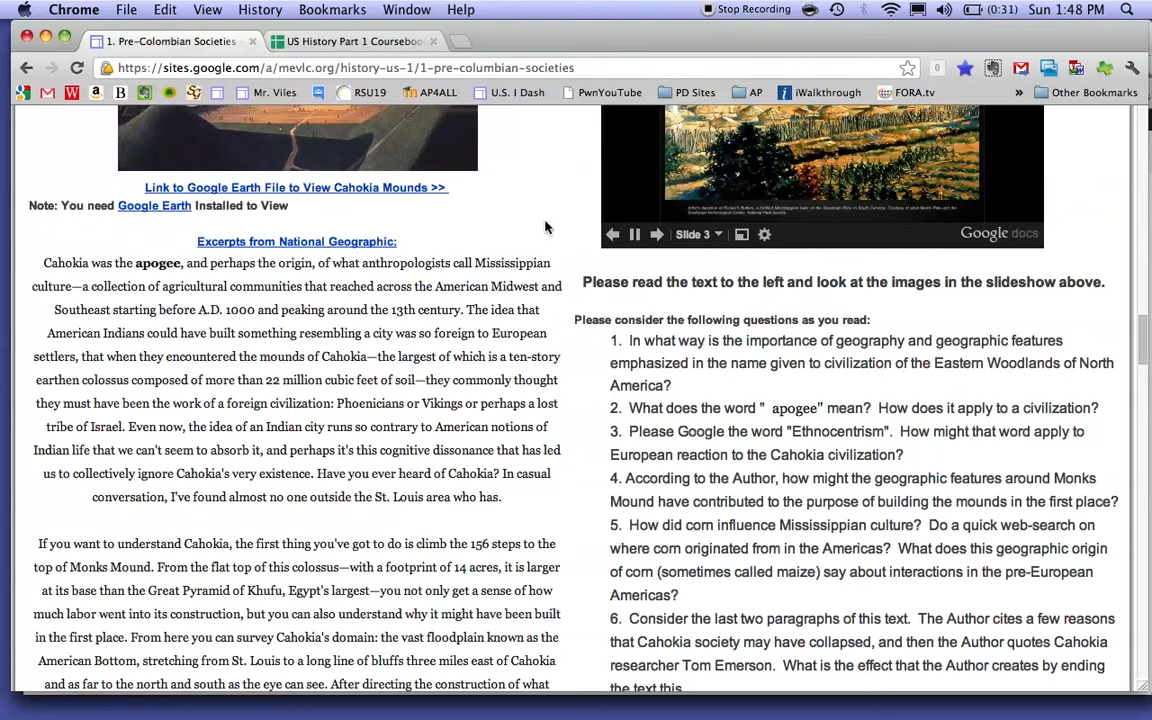 Chrome File Edit View History Bookmarks Window Help Stop Recording (0:31) Sun 1:48 PM
1. Pre-Colombian Societies - US History Part 1 Coursebook
https://sites.google.com/a/mevlc.org/history-us-1/1-pre-columbian-societies 0
Mr. Viles RSU19 AP4ALL U.S. I Dash PwnYouTube PD Sites AP iWalkthrough FORA.tv » Other Bookmarks
Link to Google Earth File to View Cahokia Mounds >>
Note: You need Google Earth Installed to View
Excerpts from National Geographic:
Cahokia was the apogee, and perhaps the origin, of what anthropologists call Mississippian
culture—a collection of agricultural communities that reached across the American Midwest and
Southeast starting before A.D. 1000 and peaking around the 13th century. The idea that
American Indians could have built something resembling a city was so foreign to European
settlers, that when they encountered the mounds of Cahokia—the largest of which is a ten-story
earthen colossus composed of more than 22 million cubic feet of soil—they commonly thought
they must have been the work of a foreign civilization: Phoenicians or Vikings or perhaps a lost
tribe of Israel. Even now, the idea of an Indian city runs so contrary to American notions of
Indian life that we can't seem to absorb it, and perhaps it's this cognitive dissonance that has led
us to collectively ignore Cahokia's very existence. Have you ever heard of Cahokia? In casual
conversation, I've found almost no one outside the St. Louis area who has.
If you want to understand Cahokia, the first thing you've got to do is climb the 156 steps to the
top of Monks Mound. From the flat top of this colossus—with a footprint of 14 acres, it is larger
at its base than the Great Pyramid of Khufu, Egypt's largest—you not only get a sense of how
much labor went into its construction, but you can also understand why it might have been built
in the first place. From here you can survey Cahokia's domain: the vast floodplain known as the
American Bottom, stretching from St. Louis to a long line of bluffs three miles east of Cahokia
and as far to the north and south as the eye can see. After directing the construction of what
Slide 3 Google docs
Please read the text to the left and look at the images in the slideshow above.
Please consider the following questions as you read:
1. In what way is the importance of geography and geographic features
emphasized in the name given to civilization of the Eastern Woodlands of North
America?
2. What does the word " apogee" mean? How does it apply to a civilization?
3. Please Google the word "Ethnocentrism". How might that word apply to
European reaction to the Cahokia civilization?
4. According to the Author, how might the geographic features around Monks
Mound have contributed to the purpose of building the mounds in the first place?
5. How did corn influence Mississippian culture? Do a quick web-search on
where corn originated from in the Americas? What does this geographic origin
of corn (sometimes called maize) say about interactions in the pre-European
Americas?
6. Consider the last two paragraphs of this text. The Author cites a few reasons
that Cahokia society may have collapsed, and then the Author quotes Cahokia
researcher Tom Emerson. What is the effect that the Author creates by ending
the text this